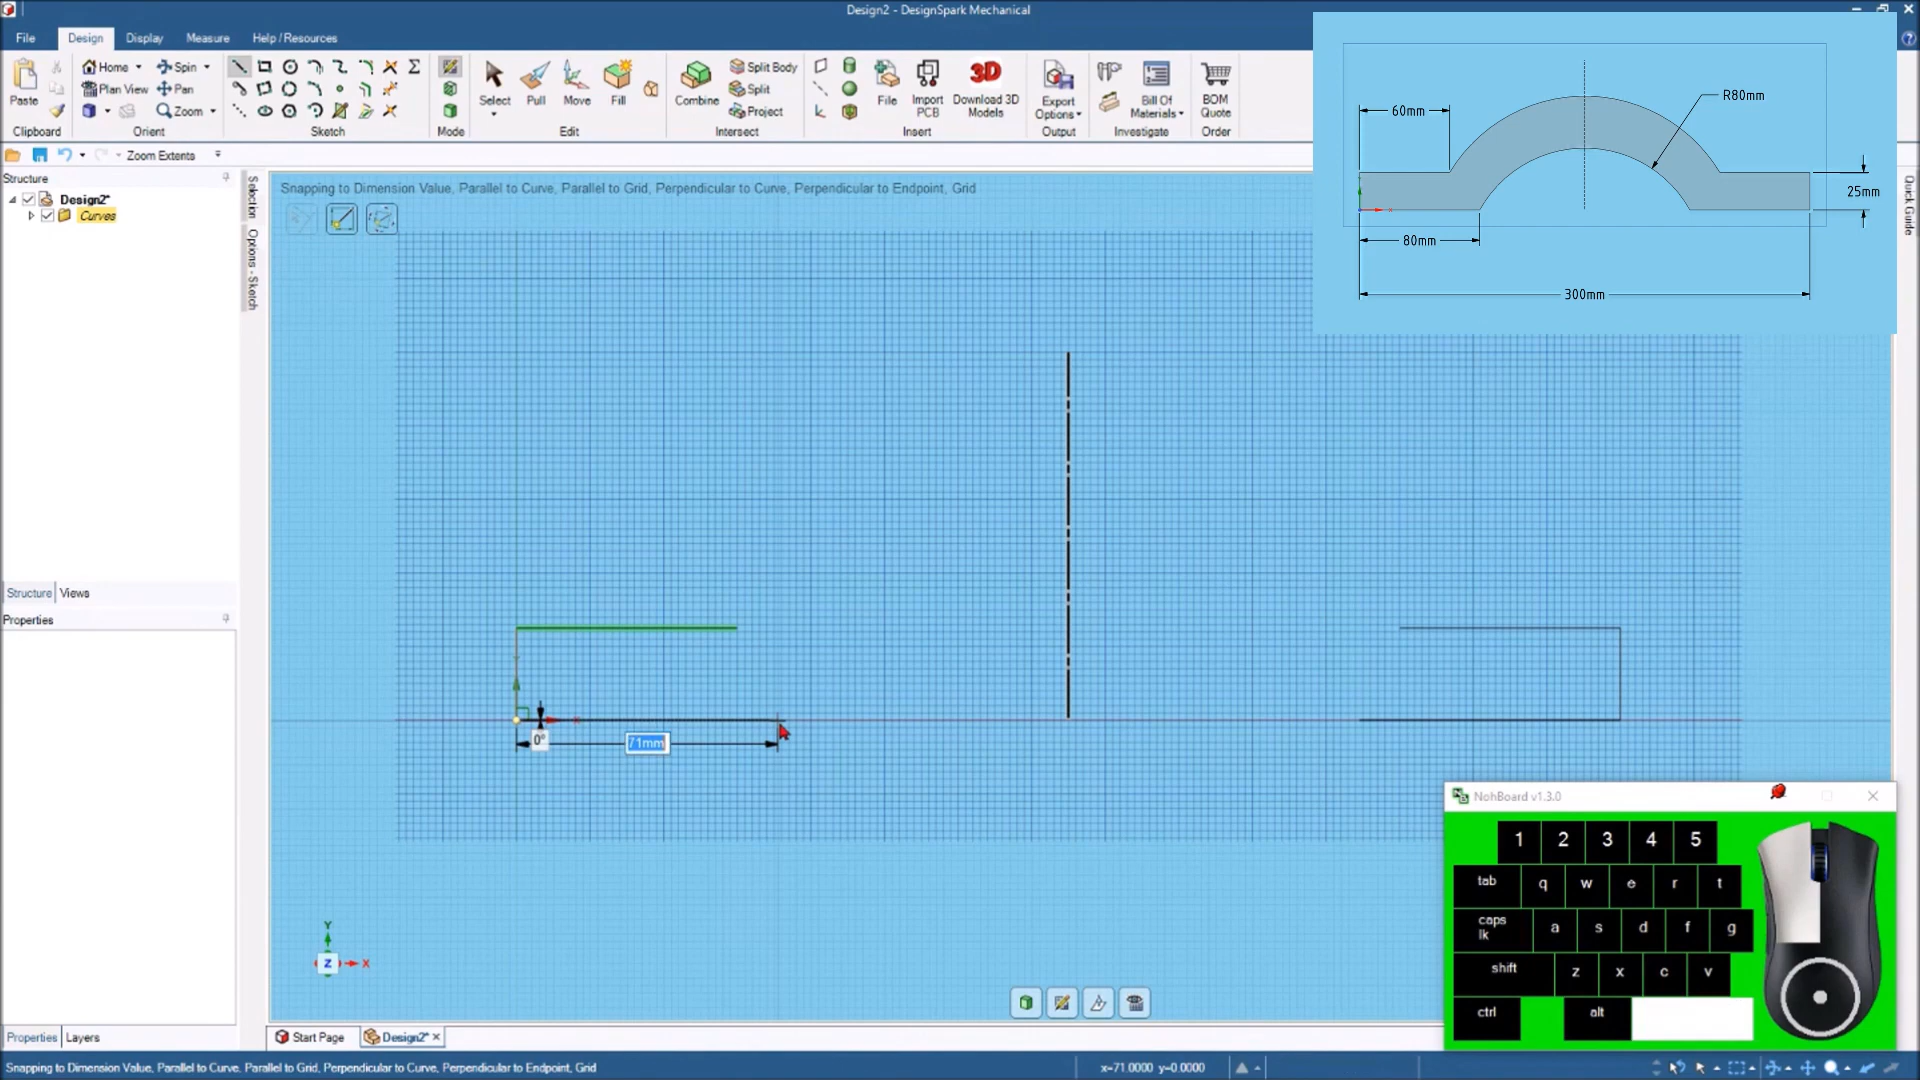 Design2 - DesignSpark Mechanical
File Design Display Measure Help / Resources
Paste
Clipboard
Home Spin
Plan View Pan
Zoom
Orient
Sketch
Mode
Select Pull Move Fill
Edit
Combine
Split Body
Split
Project
Intersect
File
Import PCB
Download 3D Models
3D
Insert
Export Options
Output
Bill Of Materials
Investigate
BOM Quote
Order
Zoom Extents
Structure
Design2*
Curves
Selection
Options - Sketch
Quick Guide
Snapping to Dimension Value, Parallel to Curve, Parallel to Grid, Perpendicular to Curve, Perpendicular to Endpoint, Grid
60mm
R80mm
25mm
80mm
300mm
Structure Views
Properties
0°
71mm
x
Y
Z X
NohBoard v1.3.0
1 2 3 4 5
tab q w e r t
caps lk a s d f g
shift z x c v
ctrl alt
Properties Layers
Start Page Design2*
Snapping to Dimension Value, Parallel to Curve, Parallel to Grid, Perpendicular to Curve, Perpendicular to Endpoint, Grid
x=71.0000 y=0.0000